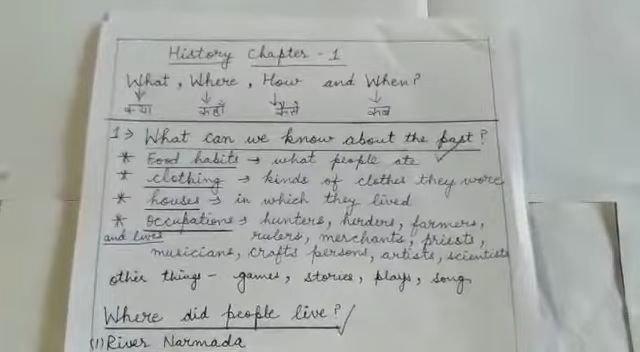 History Chapter - 1
What, Where, How and When?
क्या कहाँ कैसे कब
1→ What can we know about the past?
* Food habits → what people ate
* clothing → kinds of clothes they wore
* houses → in which they lived
* occupations → hunters, herders, farmers,
and lives rulers, merchants, priests,
musicians, crafts persons, artists, scientists
other things - games, stories, plays, song
Where did people live?
(1) River Narmada